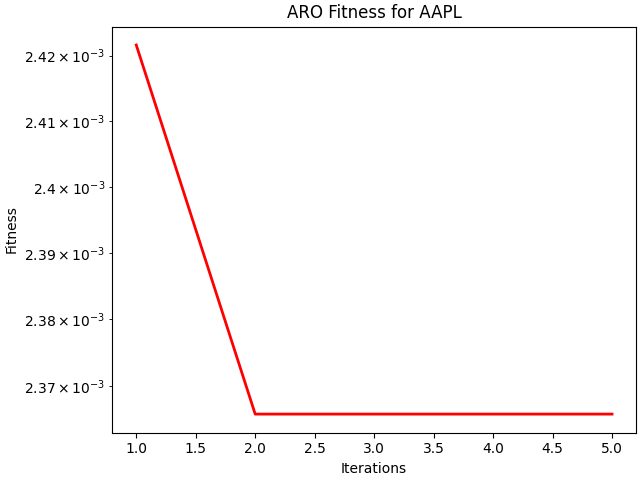 ARO Fitness for AAPL
2.42 × 10⁻³
2.41 × 10⁻³
2.4 × 10⁻³
2.39 × 10⁻³
2.38 × 10⁻³
2.37 × 10⁻³
Fitness
1.0 1.5 2.0 2.5 3.0 3.5 4.0 4.5 5.0
Iterations